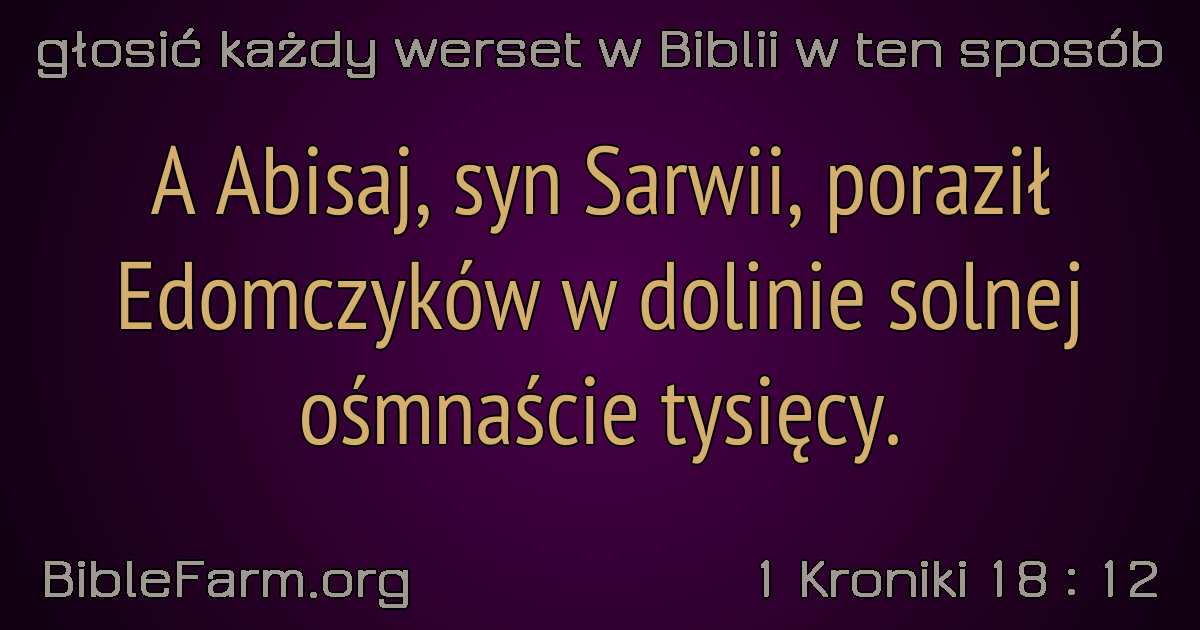 głosić każdy werset w Biblii w ten sposób
A Abisaj, syn Sarwii, poraził
Edomczyków w dolinie solnej
ośmnaście tysięcy.
BibleFarm.org
1 Kroniki 18 : 12